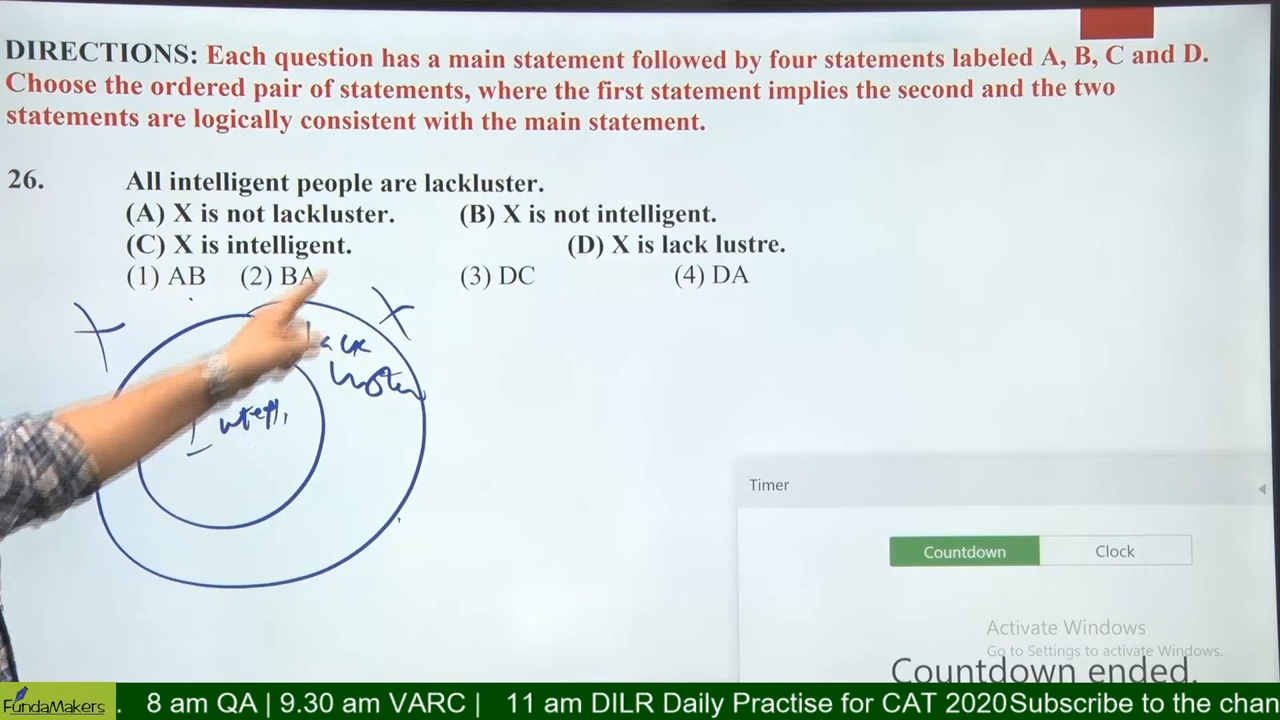 DIRECTIONS: Each question has a main statement followed by four statements labeled A, B, C and D.
Choose the ordered pair of statements, where the first statement implies the second and the two
statements are logically consistent with the main statement.
26. All intelligent people are lackluster.
(A) X is not lackluster. (B) X is not intelligent.
(C) X is intelligent. (D) X is lack lustre.
(1) AB (2) BA (3) DC (4) DA
X X
Timer
Countdown Clock
Activate Windows
Go to Settings to activate Windows.
Countdown ended.
FundaMakers . 8 am QA | 9.30 am VARC | 11 am DILR Daily Practise for CAT 2020Subscribe to the chan